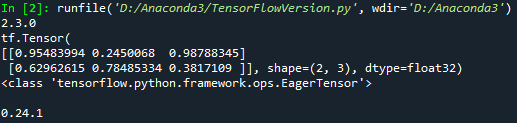 In [2]: runfile('D:/Anaconda3/TensorFlowVersion.py', wdir='D:/Anaconda3')
2.3.0
tf.Tensor(
[[0.95483994 0.2450068  0.98788345]
 [0.62962615 0.78485334 0.3817109 ]], shape=(2, 3), dtype=float32)
<class 'tensorflow.python.framework.ops.EagerTensor'>
0.24.1